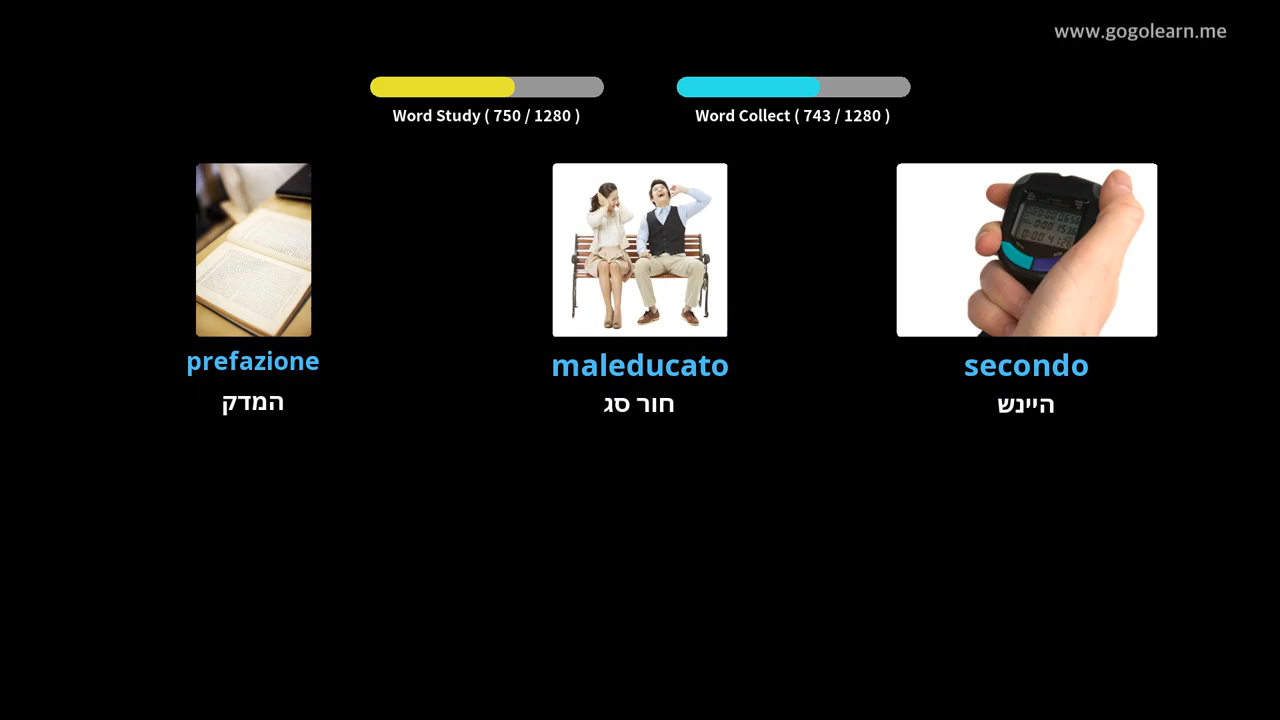 www.gogolearn.me
Word Study ( 750 / 1280 )
Word Collect ( 743 / 1280 )
prefazione
המדק
maleducato
חור סג
secondo
היינש